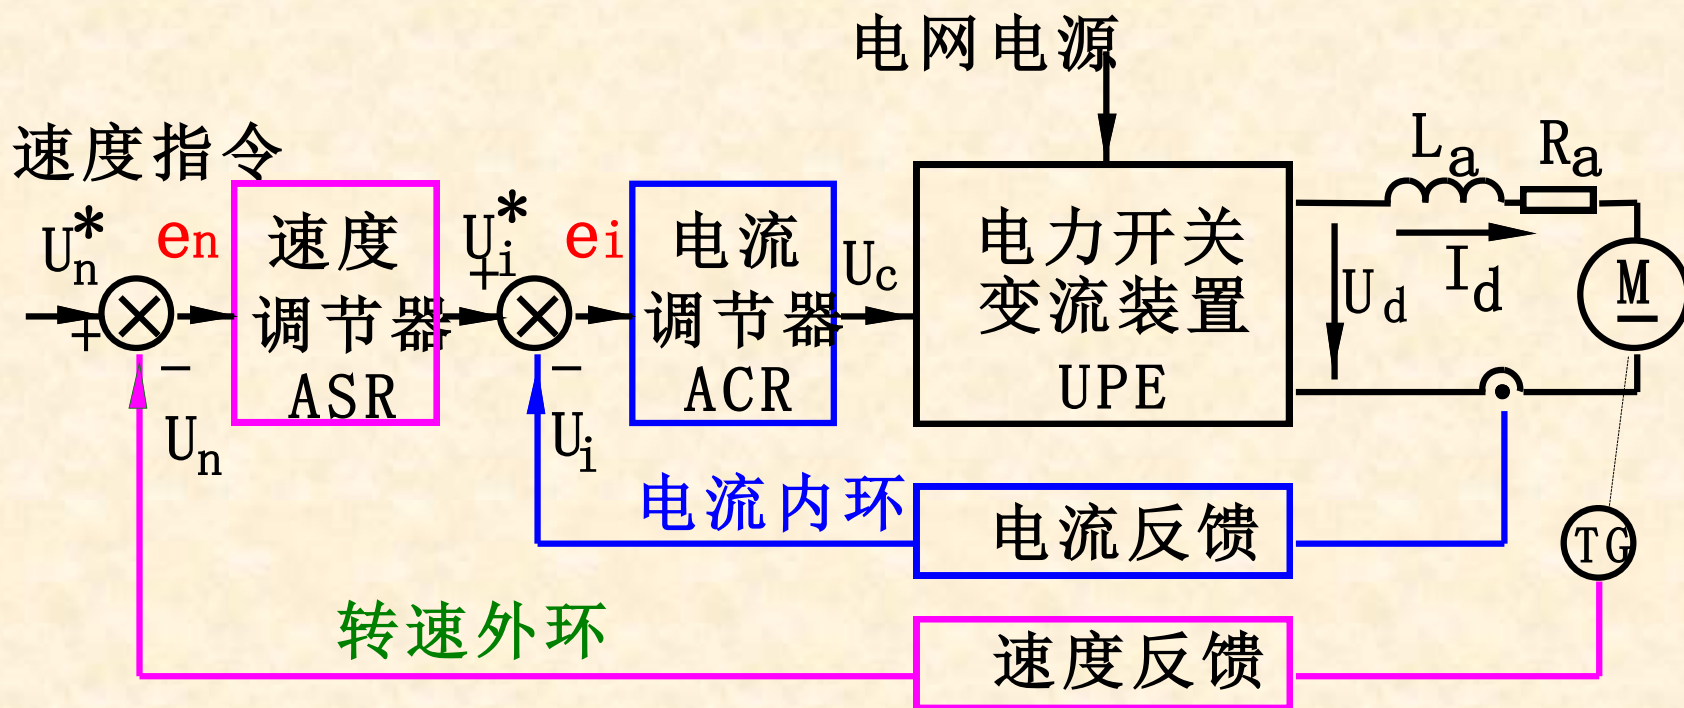 电网电源
速度指令
U*n
en
速度
调节器
ASR
U*i
ei
电流
调节器
ACR
Uc
电力开关
变流装置
UPE
La
Ra
Ud
Id
M
+
−
Un
+
−
Ui
电流内环
电流反馈
TG
转速外环
速度反馈